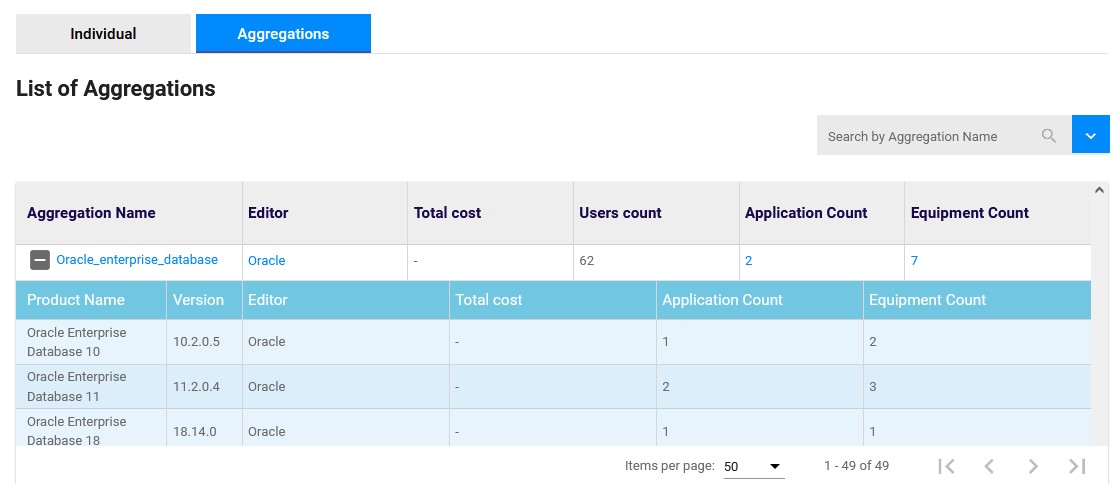 Individual Aggregations
List of Aggregations
Search by Aggregation Name
Aggregation Name Editor Total cost Users count Application Count Equipment Count
Oracle_enterprise_database Oracle - 62 2 7
Product Name Version Editor Total cost Application Count Equipment Count
Oracle Enterprise
Database 10 10.2.0.5 Oracle - 1 2
Oracle Enterprise
Database 11 11.2.0.4 Oracle - 2 3
Oracle Enterprise
Database 18 18.14.0 Oracle - 1 1
Items per page: 50 1 - 49 of 49